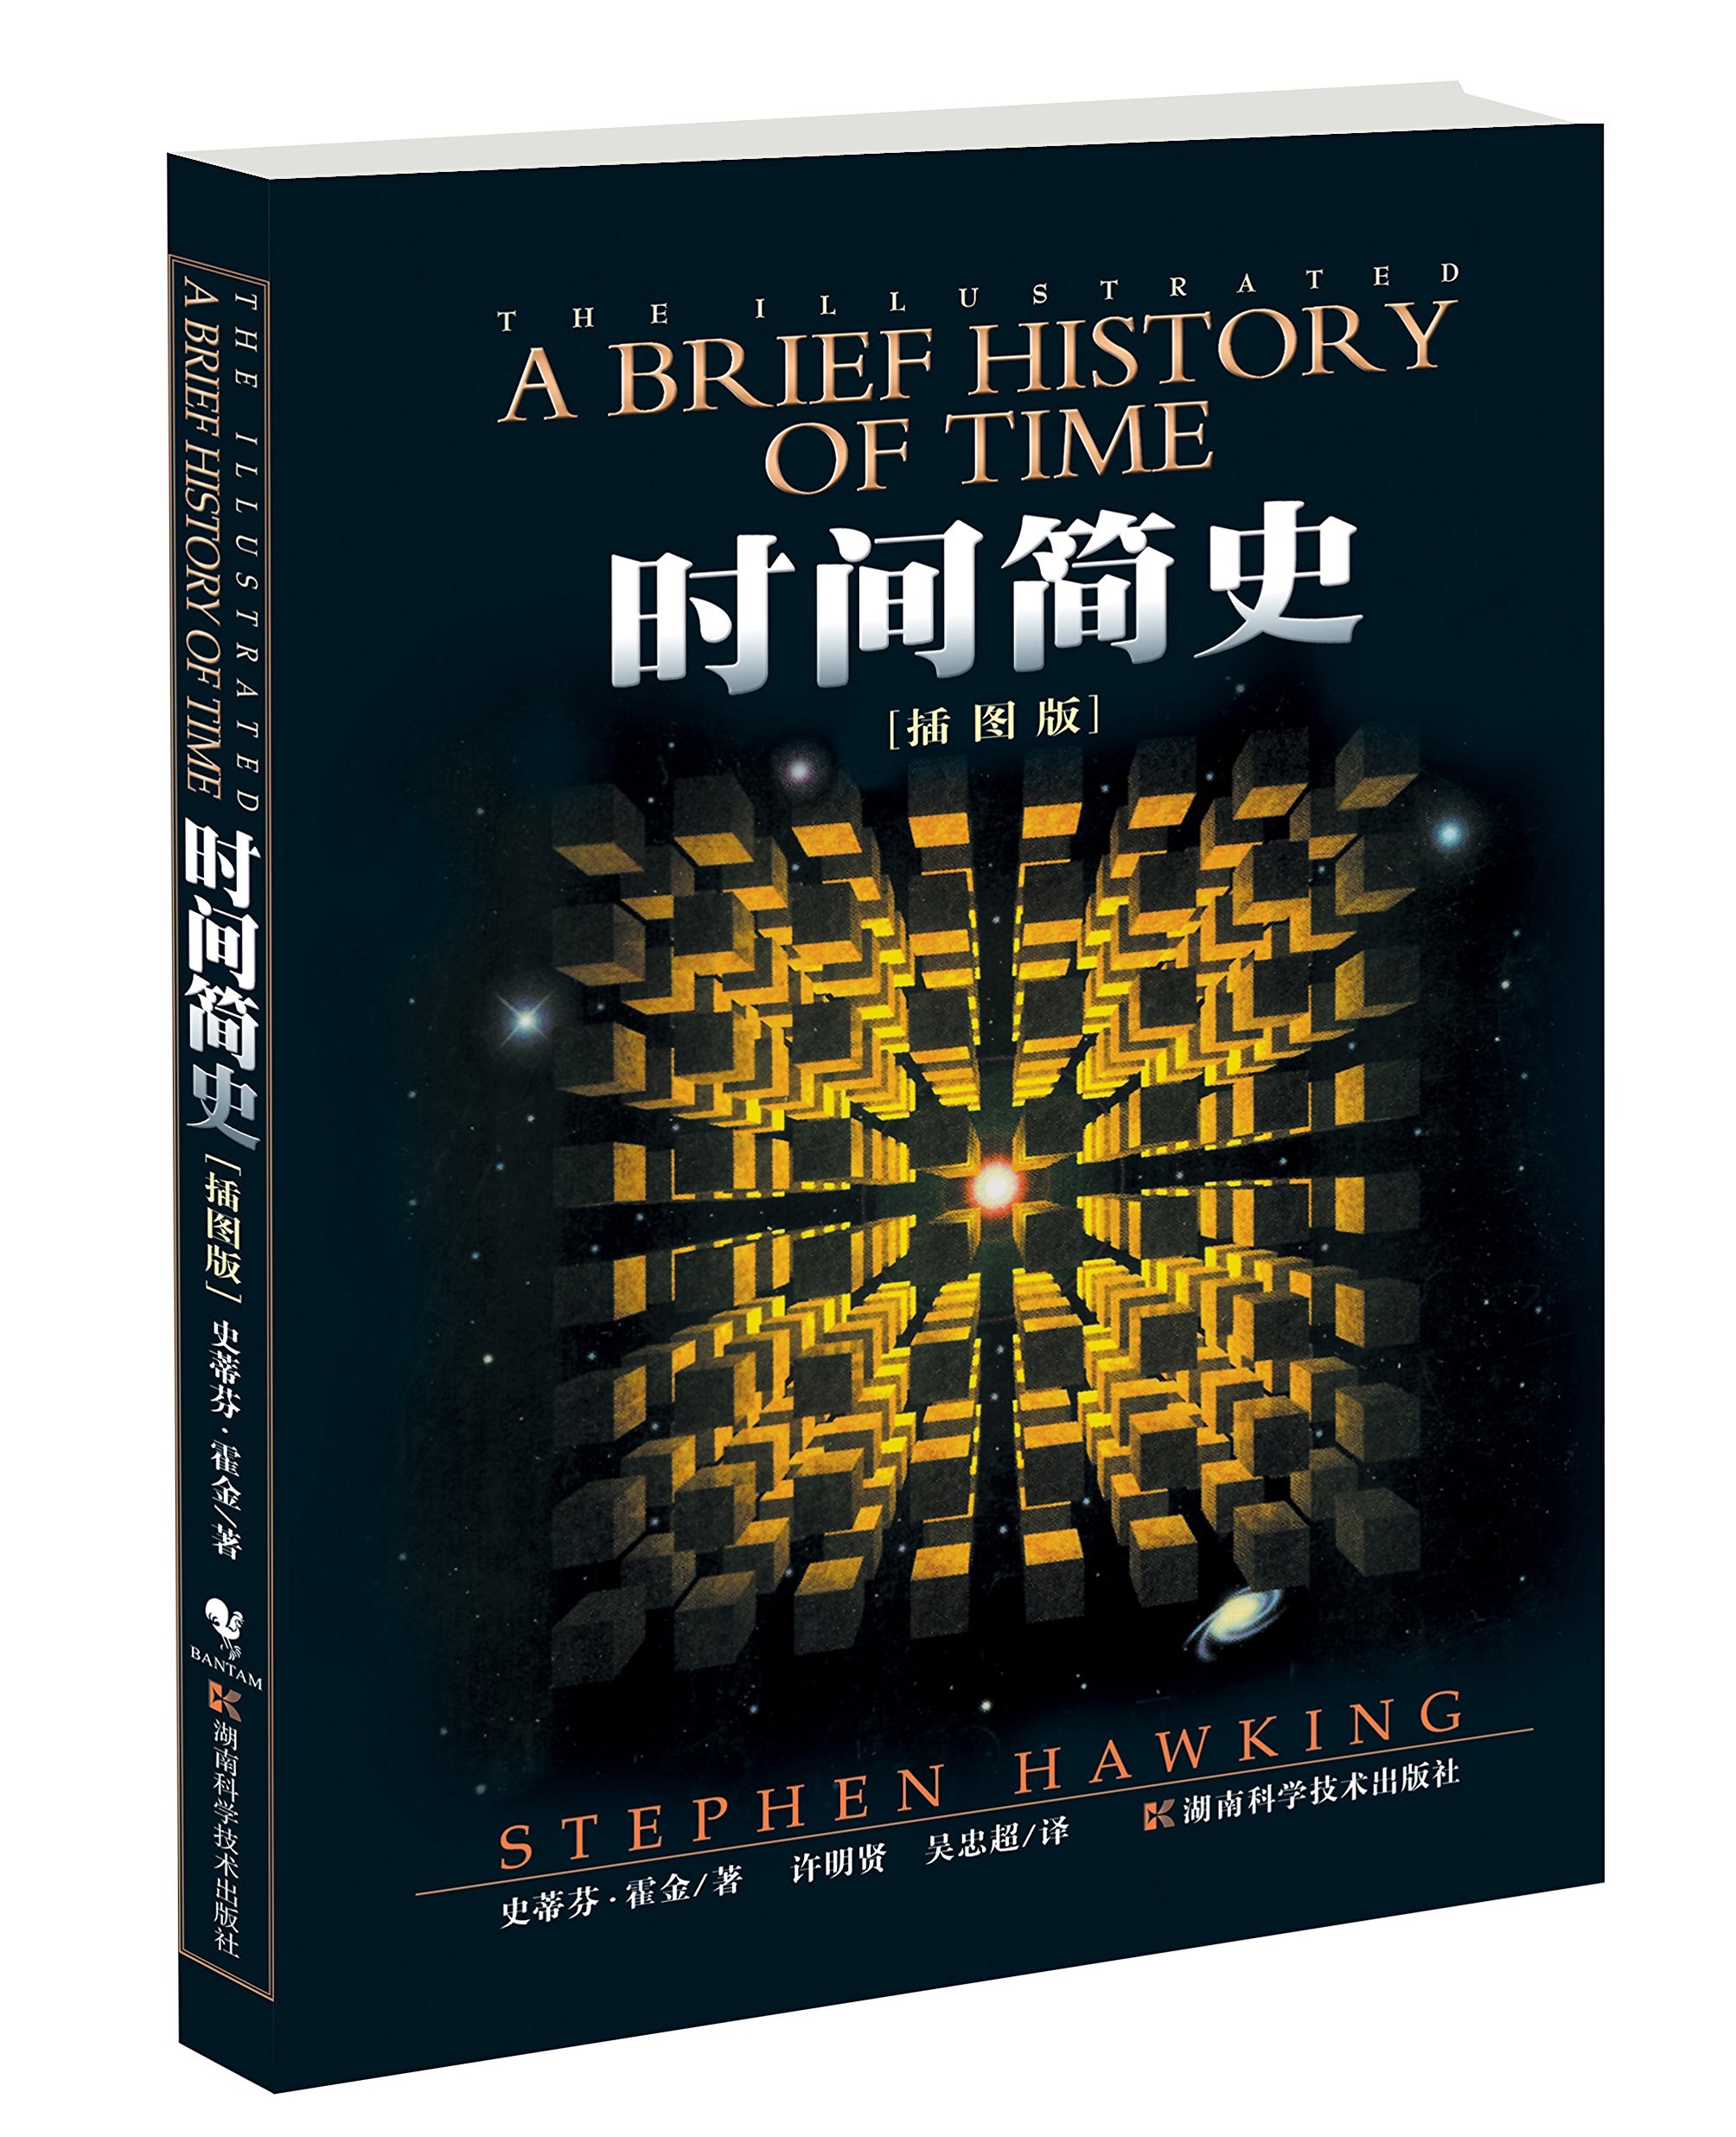 THE ILLUSTRATED
A BRIEF HISTORY
OF TIME
时间简史
[插图版]
STEPHEN HAWKING
史蒂芬·霍金/著 许明贤 吴忠超/译 湖南科学技术出版社
THE ILLUSTRATED
A BRIEF HISTORY OF TIME
时间简史
[插图版]
史蒂芬·霍金/著
BANTAM
湖南科学技术出版社